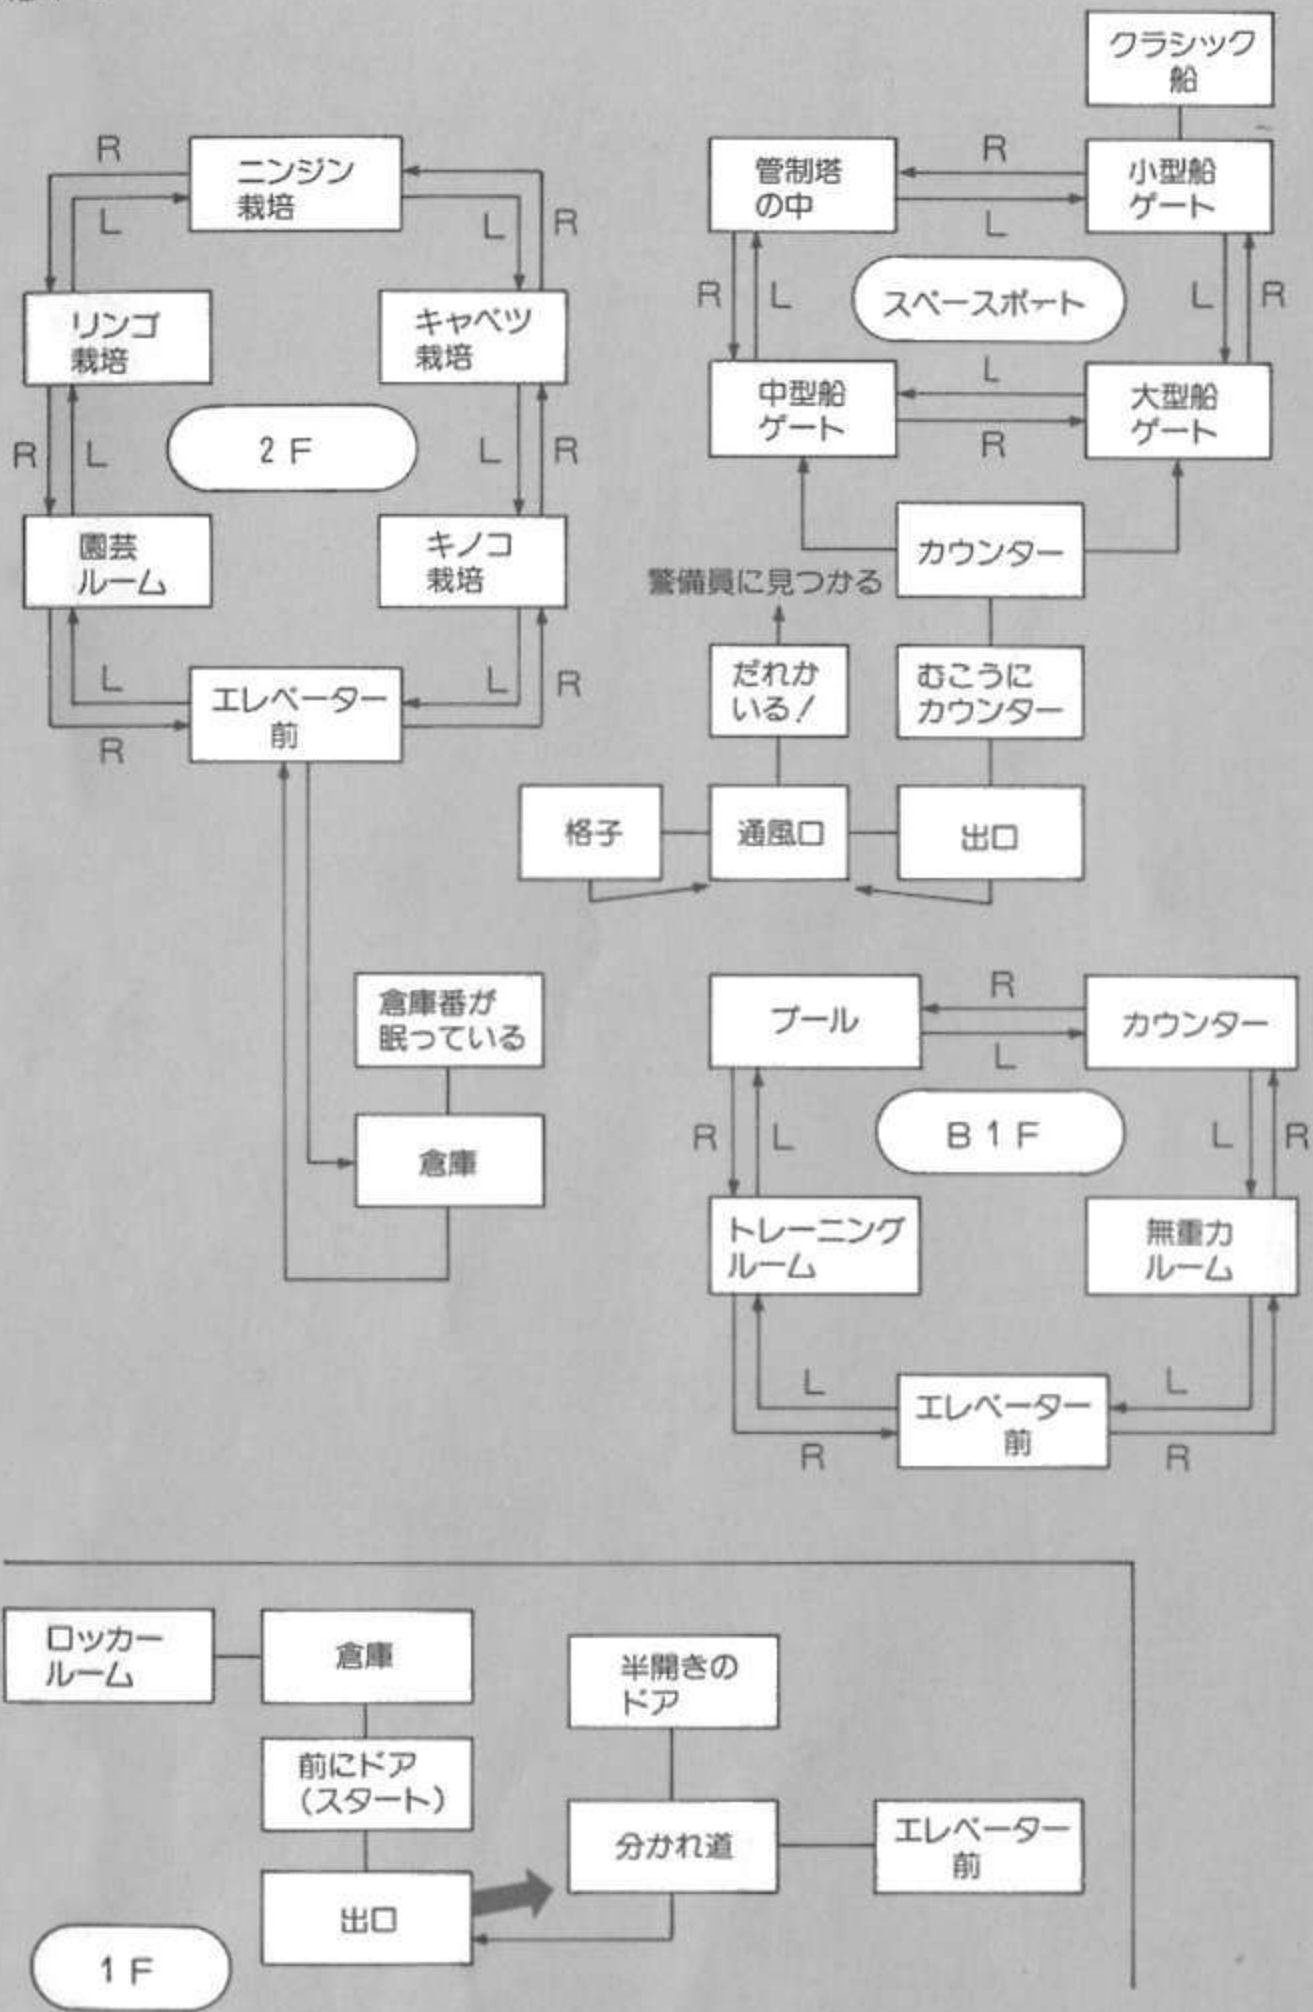 クラシック
船
R
ニンジン
栽培
L
L
R
リンゴ
栽培
キャベツ
栽培
R
L
2F
L
R
園芸
ルーム
キノコ
栽培
L
エレベーター
前
L
R
R
管制塔
の中
R
小型船
ゲート
L
R
L
スペースポート
L
R
中型船
ゲート
L
大型船
ゲート
R
カウンター
警備員に見つかる
だれか
いる!
むこうに
カウンター
格子
通風口
出口
倉庫番が
眠っている
倉庫
プール
R
カウンター
L
R
L
B1F
L
R
トレーニング
ルーム
無重力
ルーム
L
エレベーター
前
L
R
R
ロッカー
ルーム
倉庫
半開きの
ドア
前にドア
(スタート)
分かれ道
エレベーター
前
出口
1F